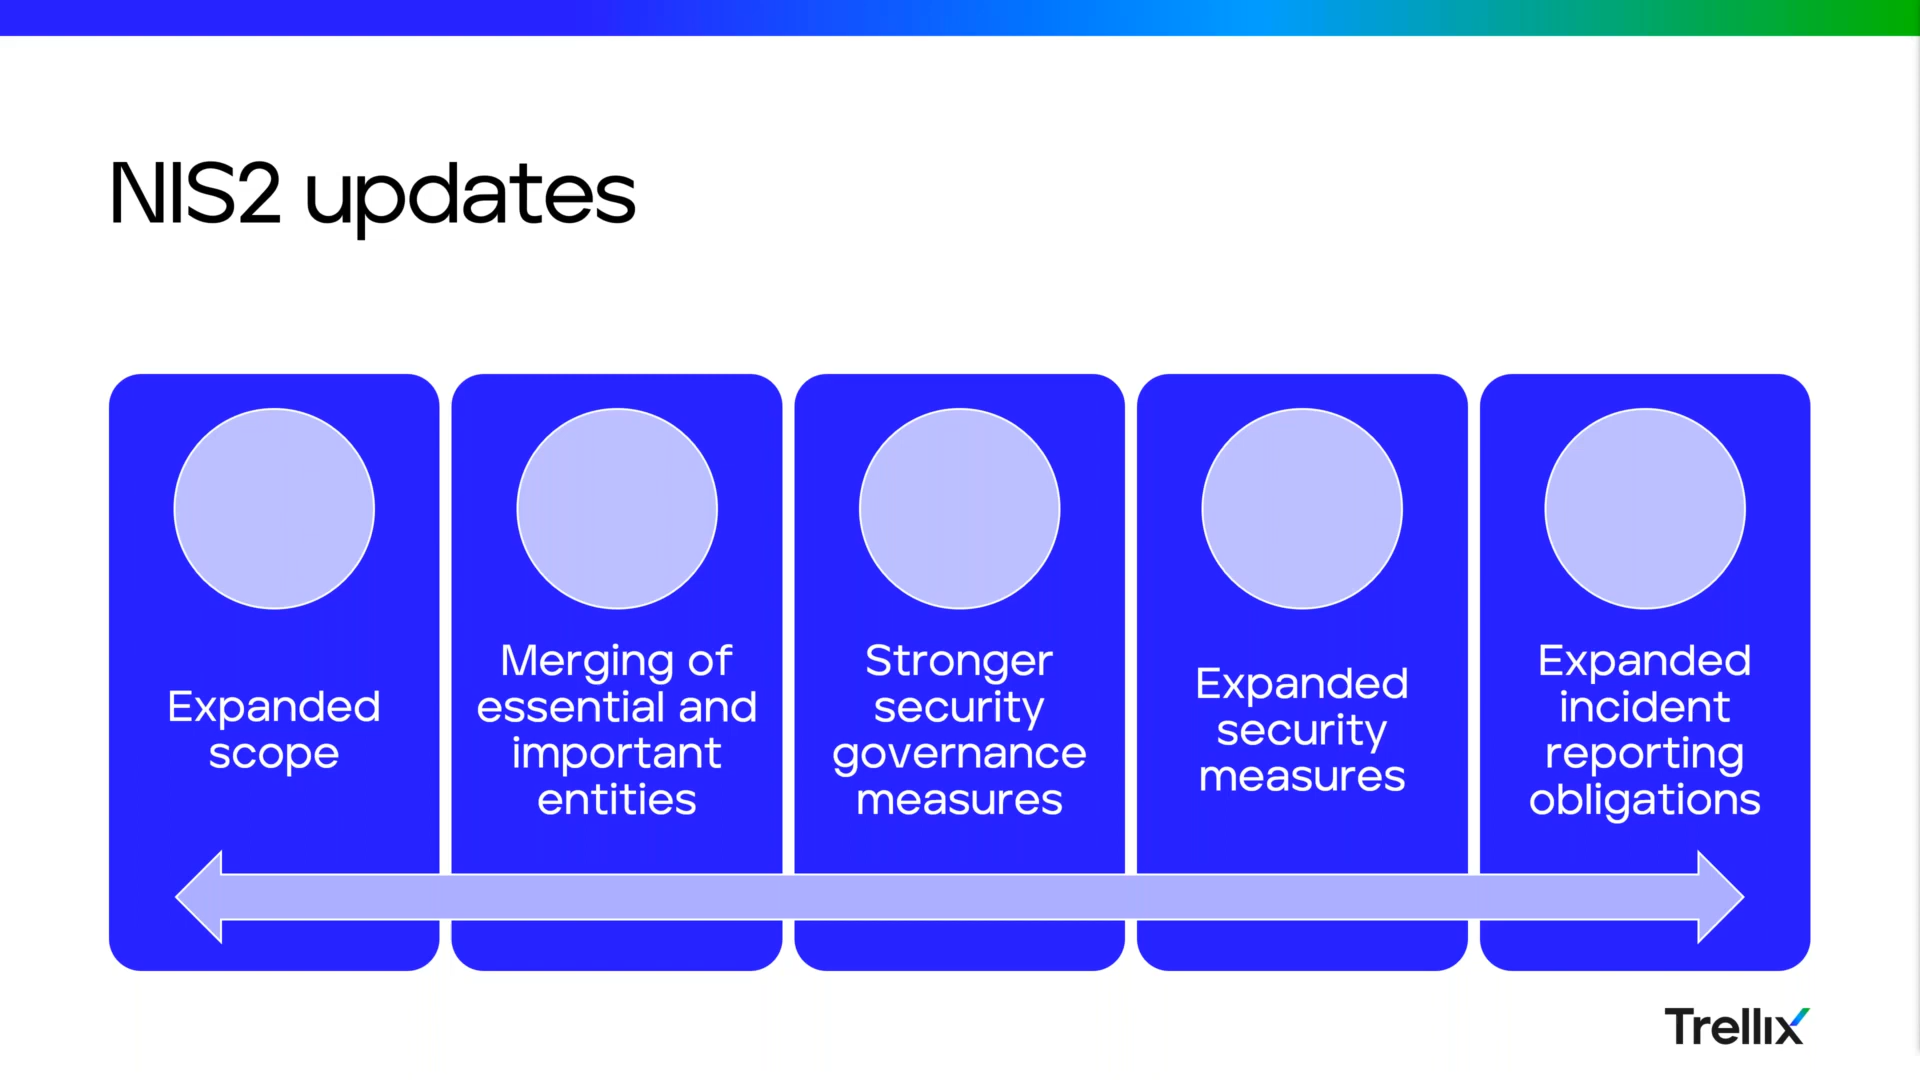 NIS2 updates
Expanded
scope
Merging of
essential and
important
entities
Stronger
security
governance
measures
Expanded
security
measures
Expanded
incident
reporting
obligations
Trellix